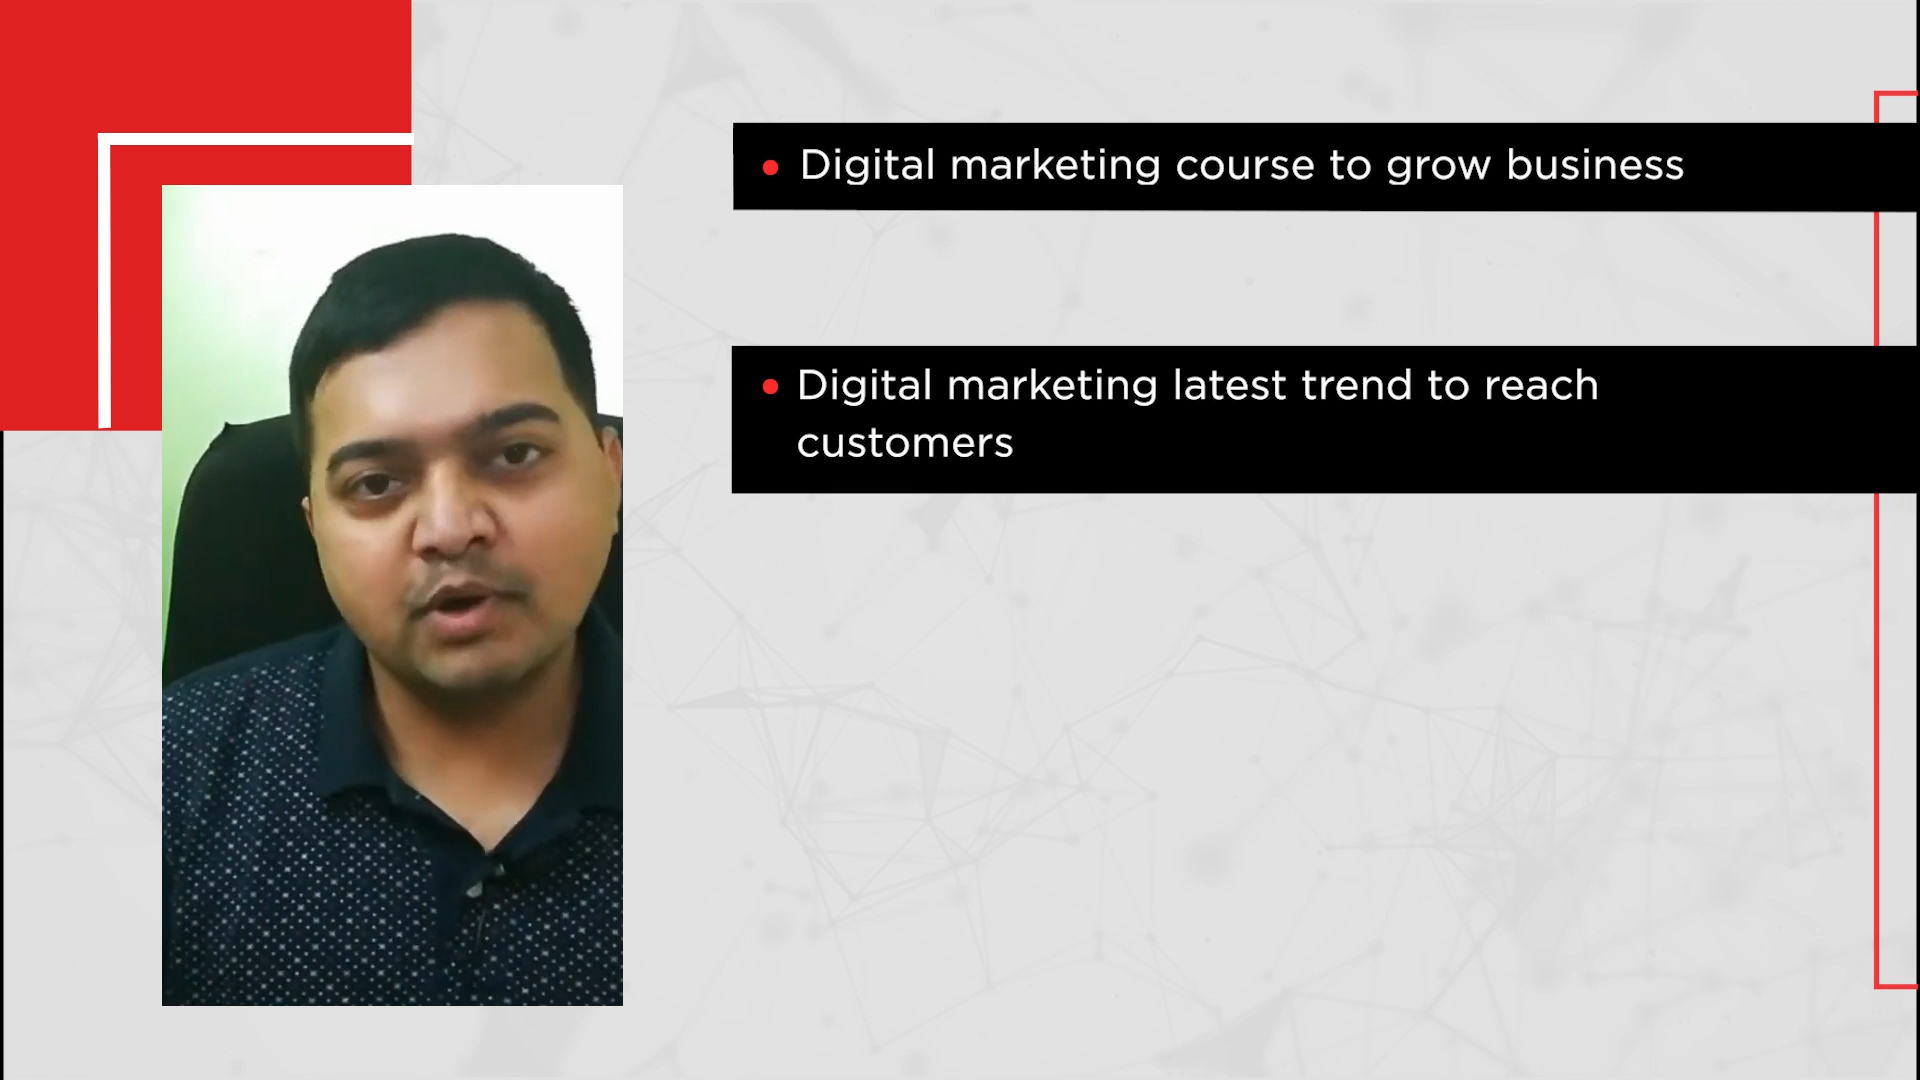 Digital marketing course to grow business
Digital marketing latest trend to reach
customers